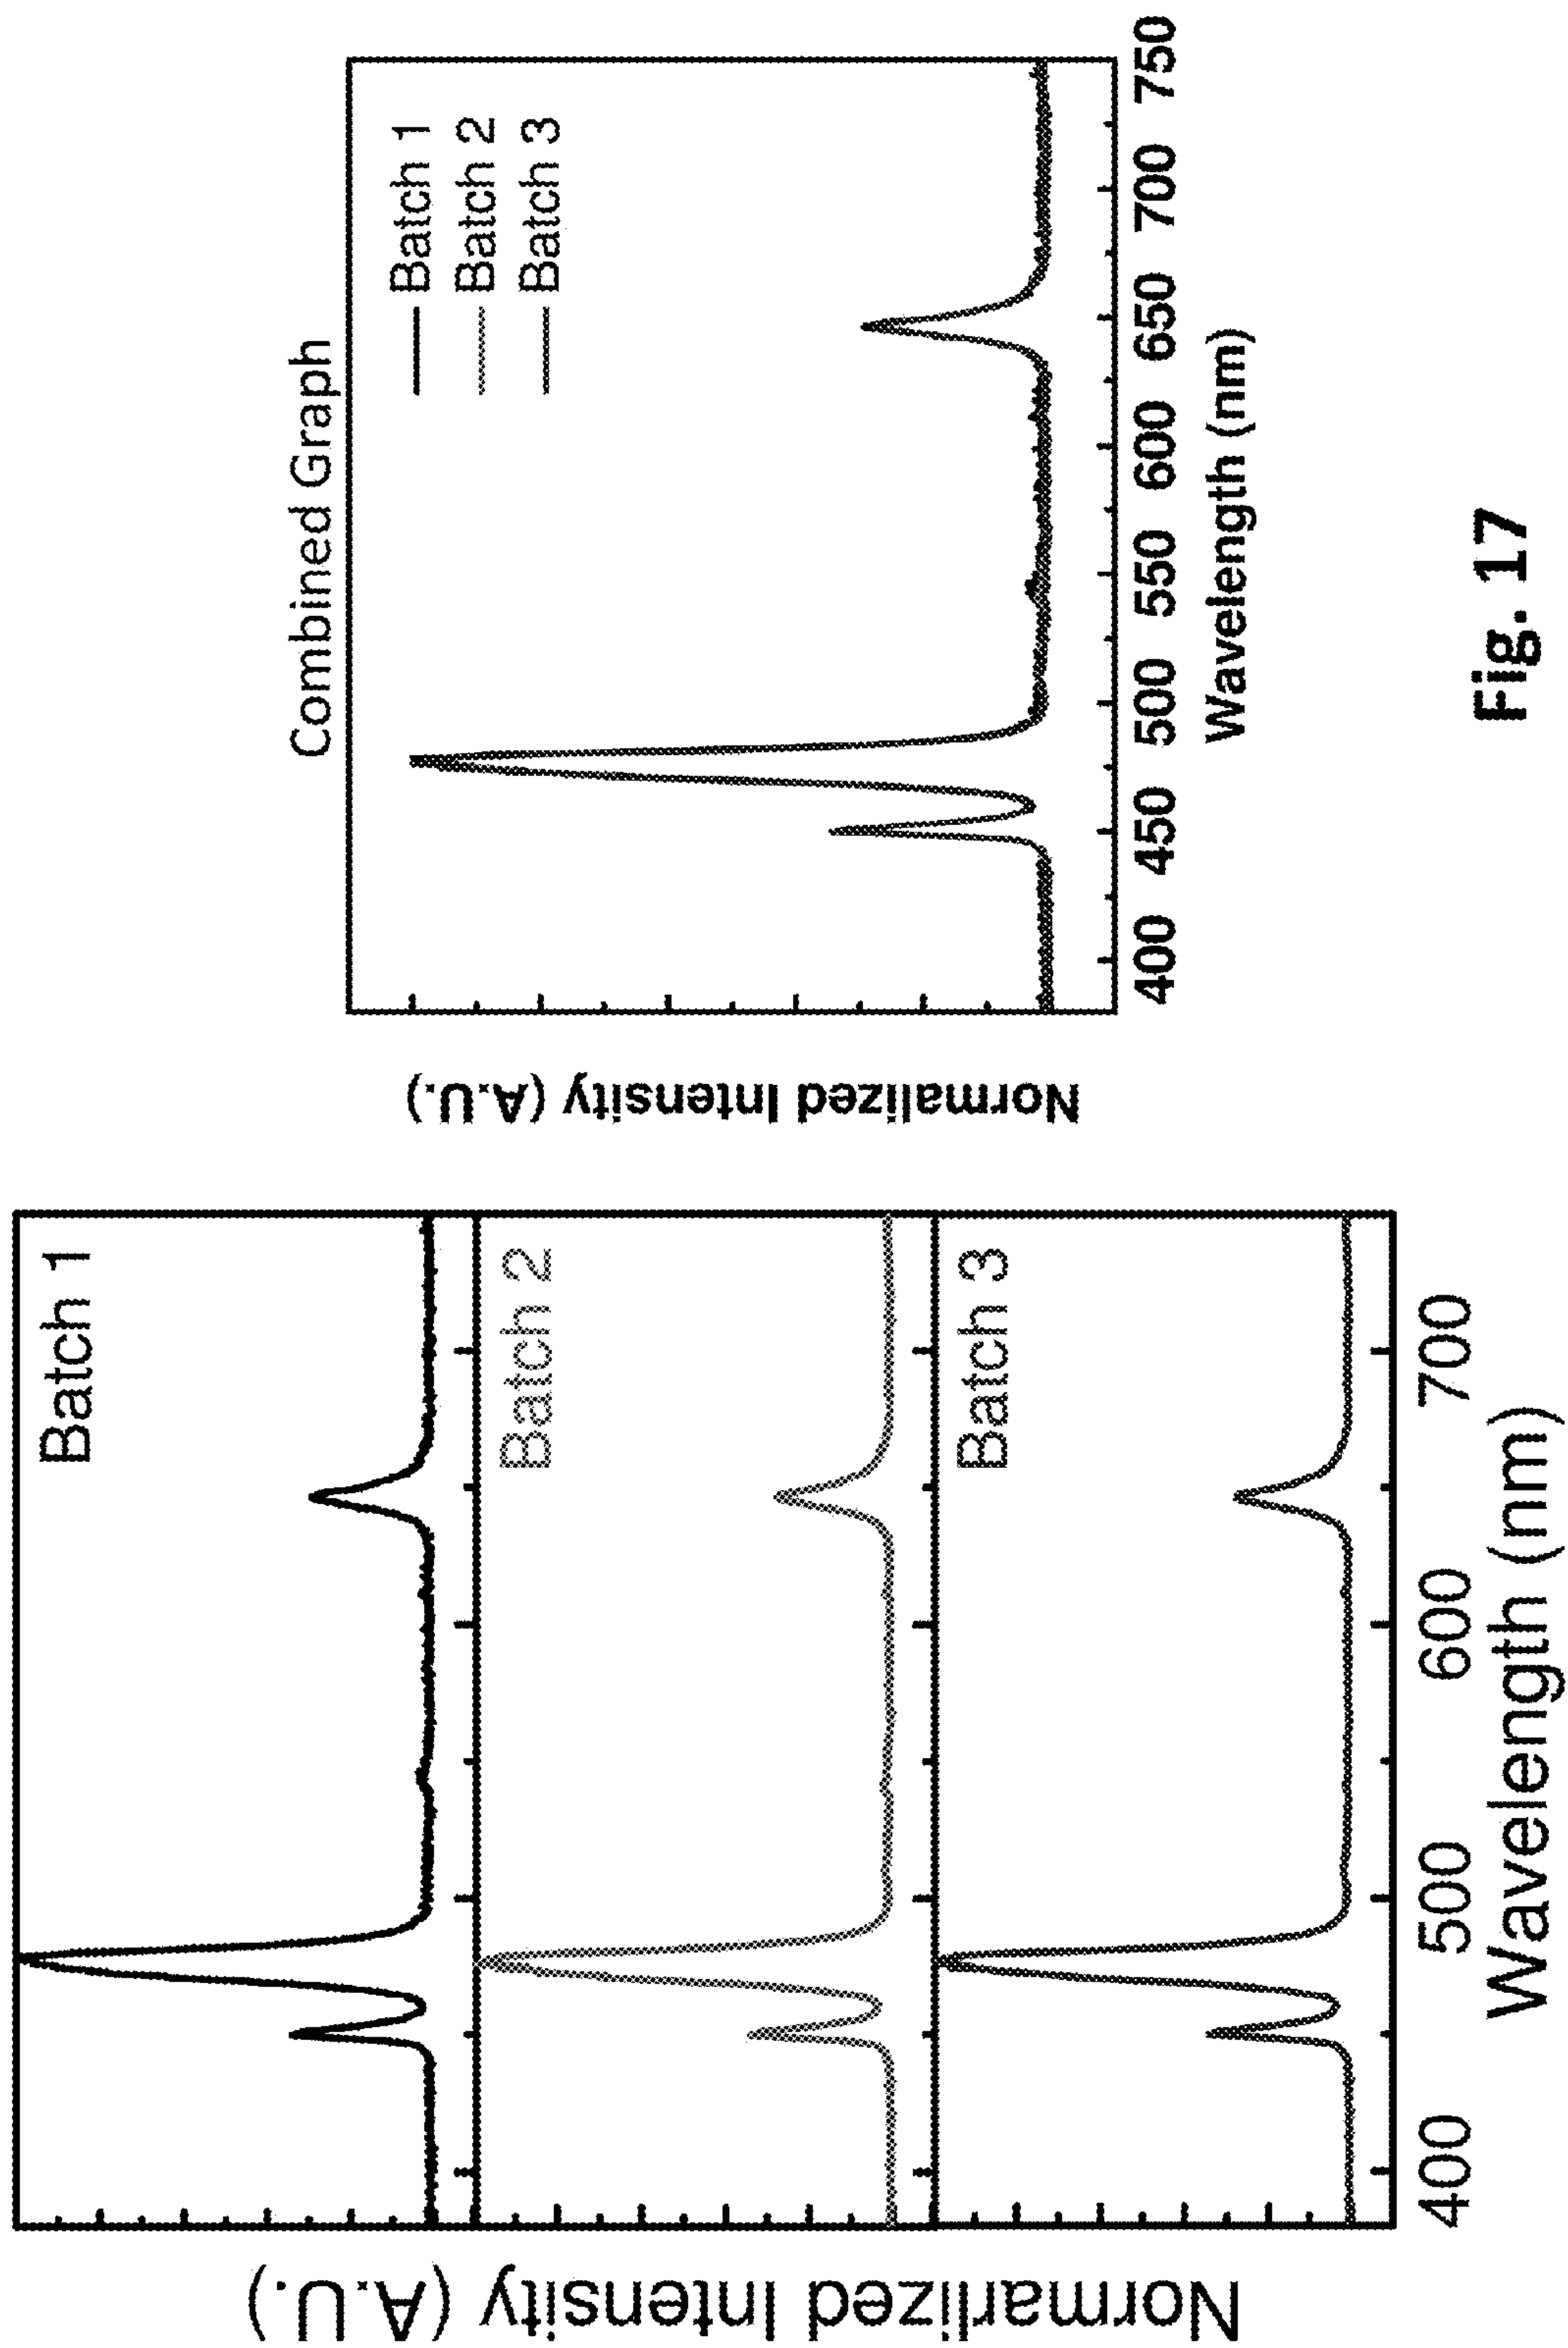 Normarlized Intensity (A.U.)
Batch 1
Batch 2
Batch 3
400 500 600 700
Wavelength (nm)
Combined Graph
Normalized Intensity (A.U.)
Batch 1
Batch 2
Batch 3
400 450 500 550 600 650 700 750
Wavelength (nm)
Fig. 17